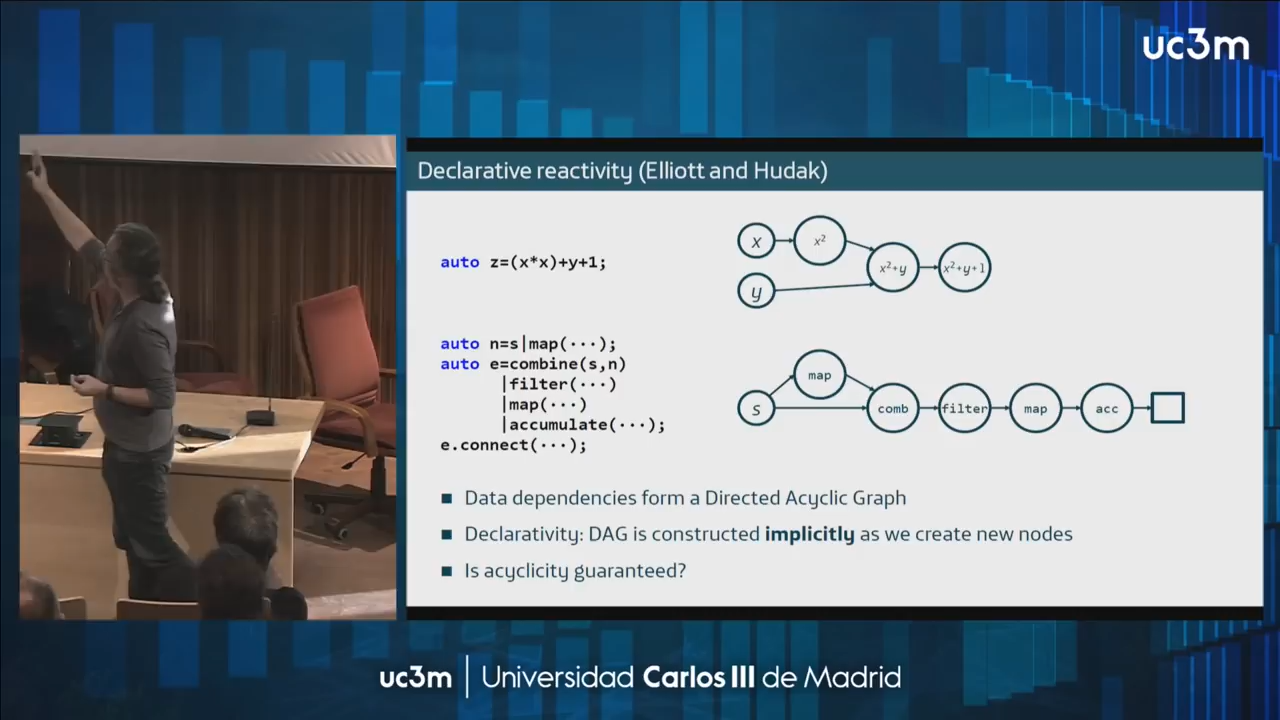 uc3m
Declarative reactivity (Elliott and Hudak)
auto z=(x*x)+y+1;
x
x²
y
x²+y
x²+y+1
auto n=s|map(···);
auto e=combine(s,n)
|filter(···)
|map(···)
|accumulate(···);
e.connect(···);
s
map
comb
filter
map
acc
■ Data dependencies form a Directed Acyclic Graph
■ Declarativity: DAG is constructed implicitly as we create new nodes
■ Is acyclicity guaranteed?
uc3m | Universidad Carlos III de Madrid